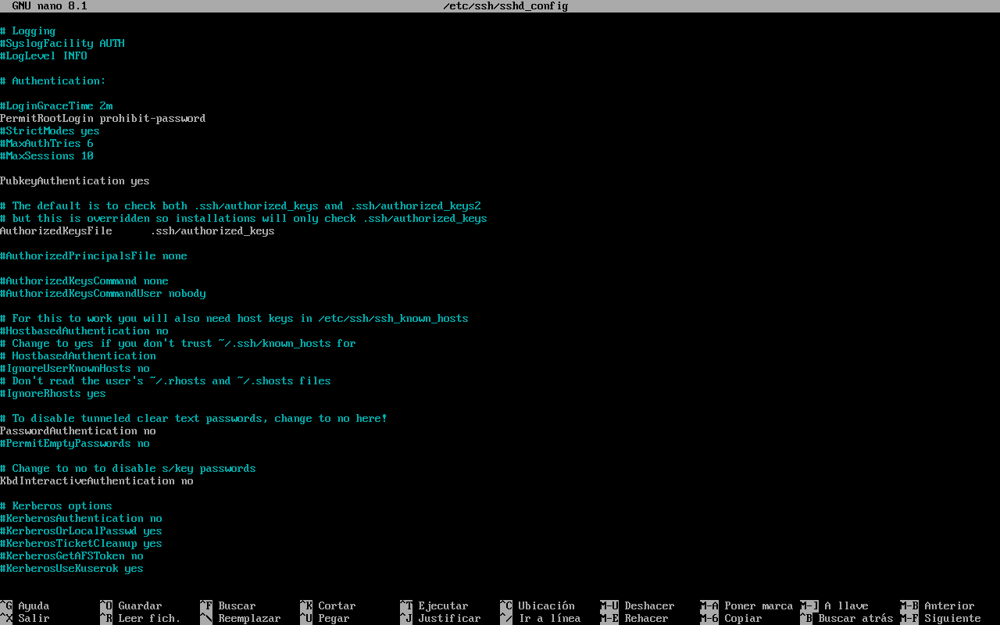 GNU nano 8.1 /etc/ssh/sshd_config
# Logging
#SyslogFacility AUTH
#LogLevel INFO
# Authentication:
#LoginGraceTime 2m
PermitRootLogin prohibit-password
#StrictModes yes
#MaxAuthTries 6
#MaxSessions 10
PubkeyAuthentication yes
# The default is to check both .ssh/authorized_keys and .ssh/authorized_keys2
# but this is overridden so installations will only check .ssh/authorized_keys
AuthorizedKeysFile      .ssh/authorized_keys
#AuthorizedPrincipalsFile none
#AuthorizedKeysCommand none
#AuthorizedKeysCommandUser nobody
# For this to work you will also need host keys in /etc/ssh/ssh_known_hosts
#HostbasedAuthentication no
# Change to yes if you don't trust ~/.ssh/known_hosts for
# HostbasedAuthentication
#IgnoreUserKnownHosts no
# Don't read the user's ~/.rhosts and ~/.shosts files
#IgnoreRhosts yes
# To disable tunneled clear text passwords, change to no here!
PasswordAuthentication no
#PermitEmptyPasswords no
# Change to no to disable s/key passwords
KbdInteractiveAuthentication no
# Kerberos options
#KerberosAuthentication no
#KerberosOrLocalPasswd yes
#KerberosTicketCleanup yes
#KerberosGetAFSToken no
#KerberosUseKuserok yes
^G Ayuda ^O Guardar ^F Buscar ^K Cortar ^T Ejecutar ^C Ubicación M-U Deshacer M-A Poner marca M-] A llave M-B Anterior
^X Salir ^R Leer fich. ^\ Reemplazar ^U Pegar ^J Justificar ^/ Ir a línea M-E Rehacer M-6 Copiar ^B Buscar atrás M-F Siguiente